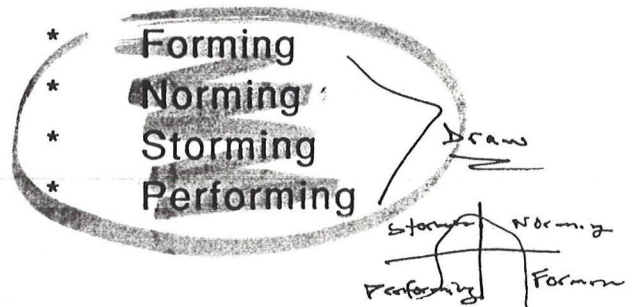 * Forming
* Norming
* Storming
* Performing
Draw
Storming Norming
Performing Forming